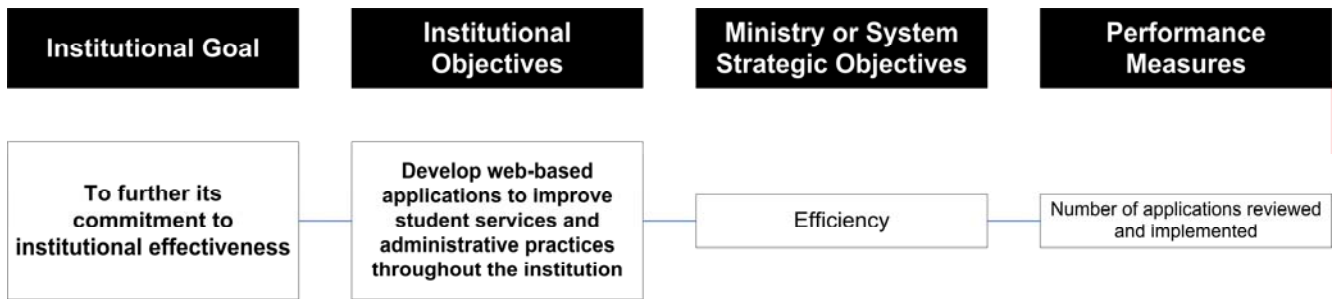 Institutional Goal
Institutional
Objectives
Ministry or System
Strategic Objectives
Performance
Measures
To further its
commitment to
institutional effectiveness
Develop web-based
applications to improve
student services and
administrative practices
throughout the institution
Efficiency
Number of applications reviewed
and implemented